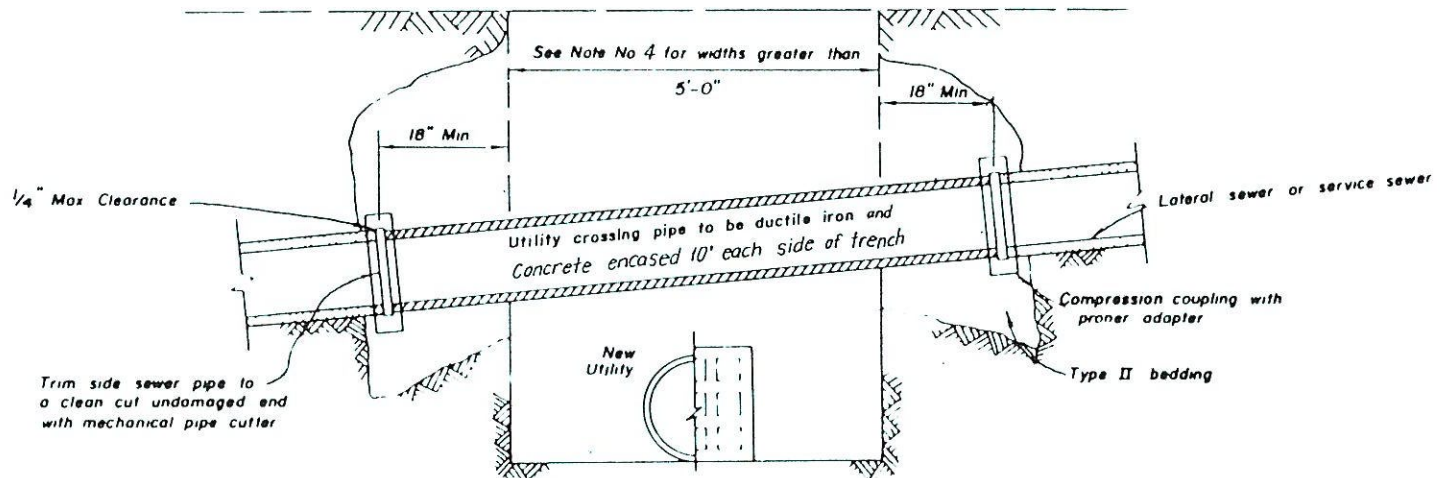 See Note No 4 for widths greater than
5'-0"
18" Min
18" Min
1/4" Max Clearance
Lateral sewer or service sewer
Utility crossing pipe to be ductile iron and
Concrete encased 10' each side of trench
Compression coupling with
proner adapter
New
Utility
Type II bedding
Trim side sewer pipe to
a clean cut undamaged end
with mechanical pipe cutter